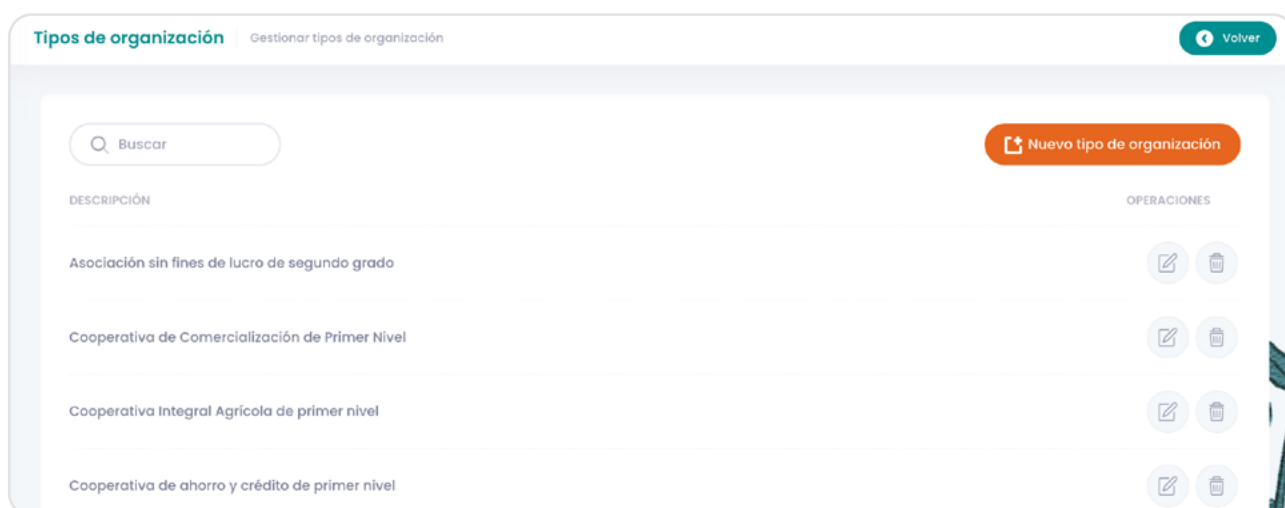 Tipos de organización Gestionar tipos de organización Volver
Buscar Nuevo tipo de organización
DESCRIPCIÓN OPERACIONES
Asociación sin fines de lucro de segundo grado
Cooperativa de Comercialización de Primer Nivel
Cooperativa Integral Agrícola de primer nivel
Cooperativa de ahorro y crédito de primer nivel